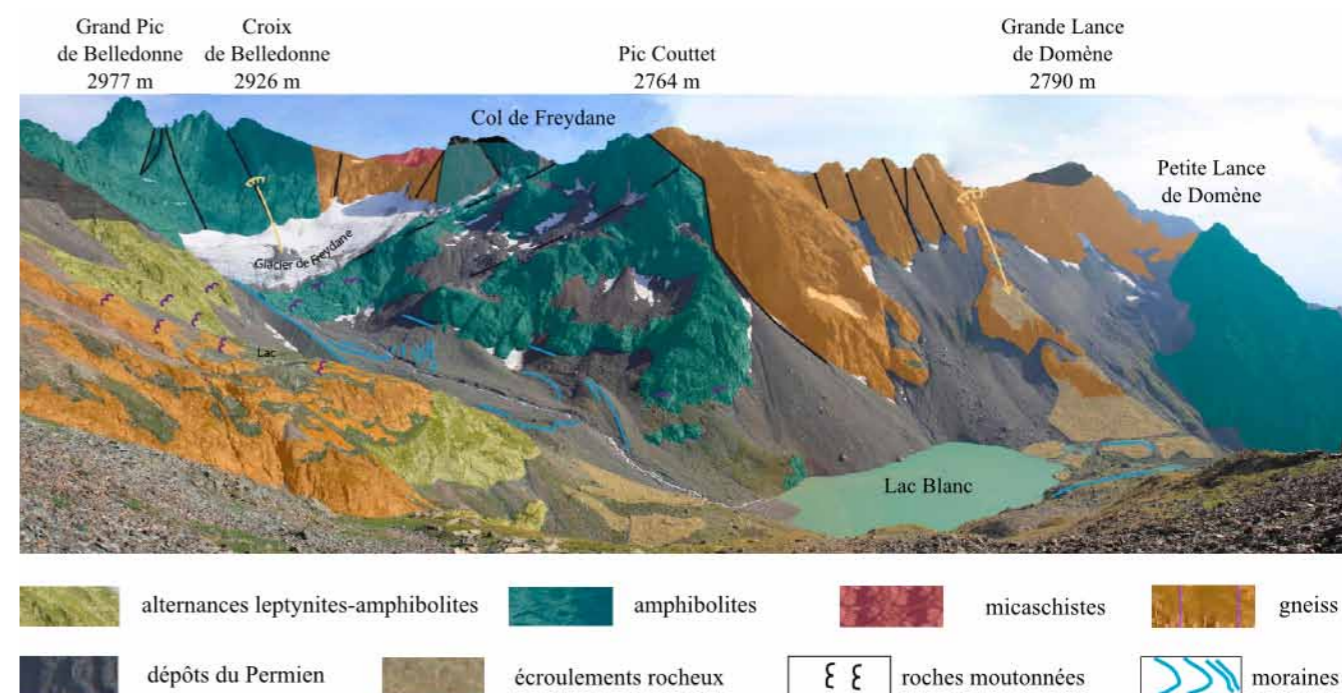 Grand Pic
de Belledonne
2977 m
Croix
de Belledonne
2926 m
Pic Couttet
2764 m
Grande Lance
de Domène
2790 m
Col de Freydane
Petite Lance
de Domène
Glacier de Freydane
Lac
Lac Blanc
alternances leptynites-amphibolites
amphibolites
micaschistes
gneiss
dépôts du Permien
écroulements rocheux
roches moutonnées
moraines